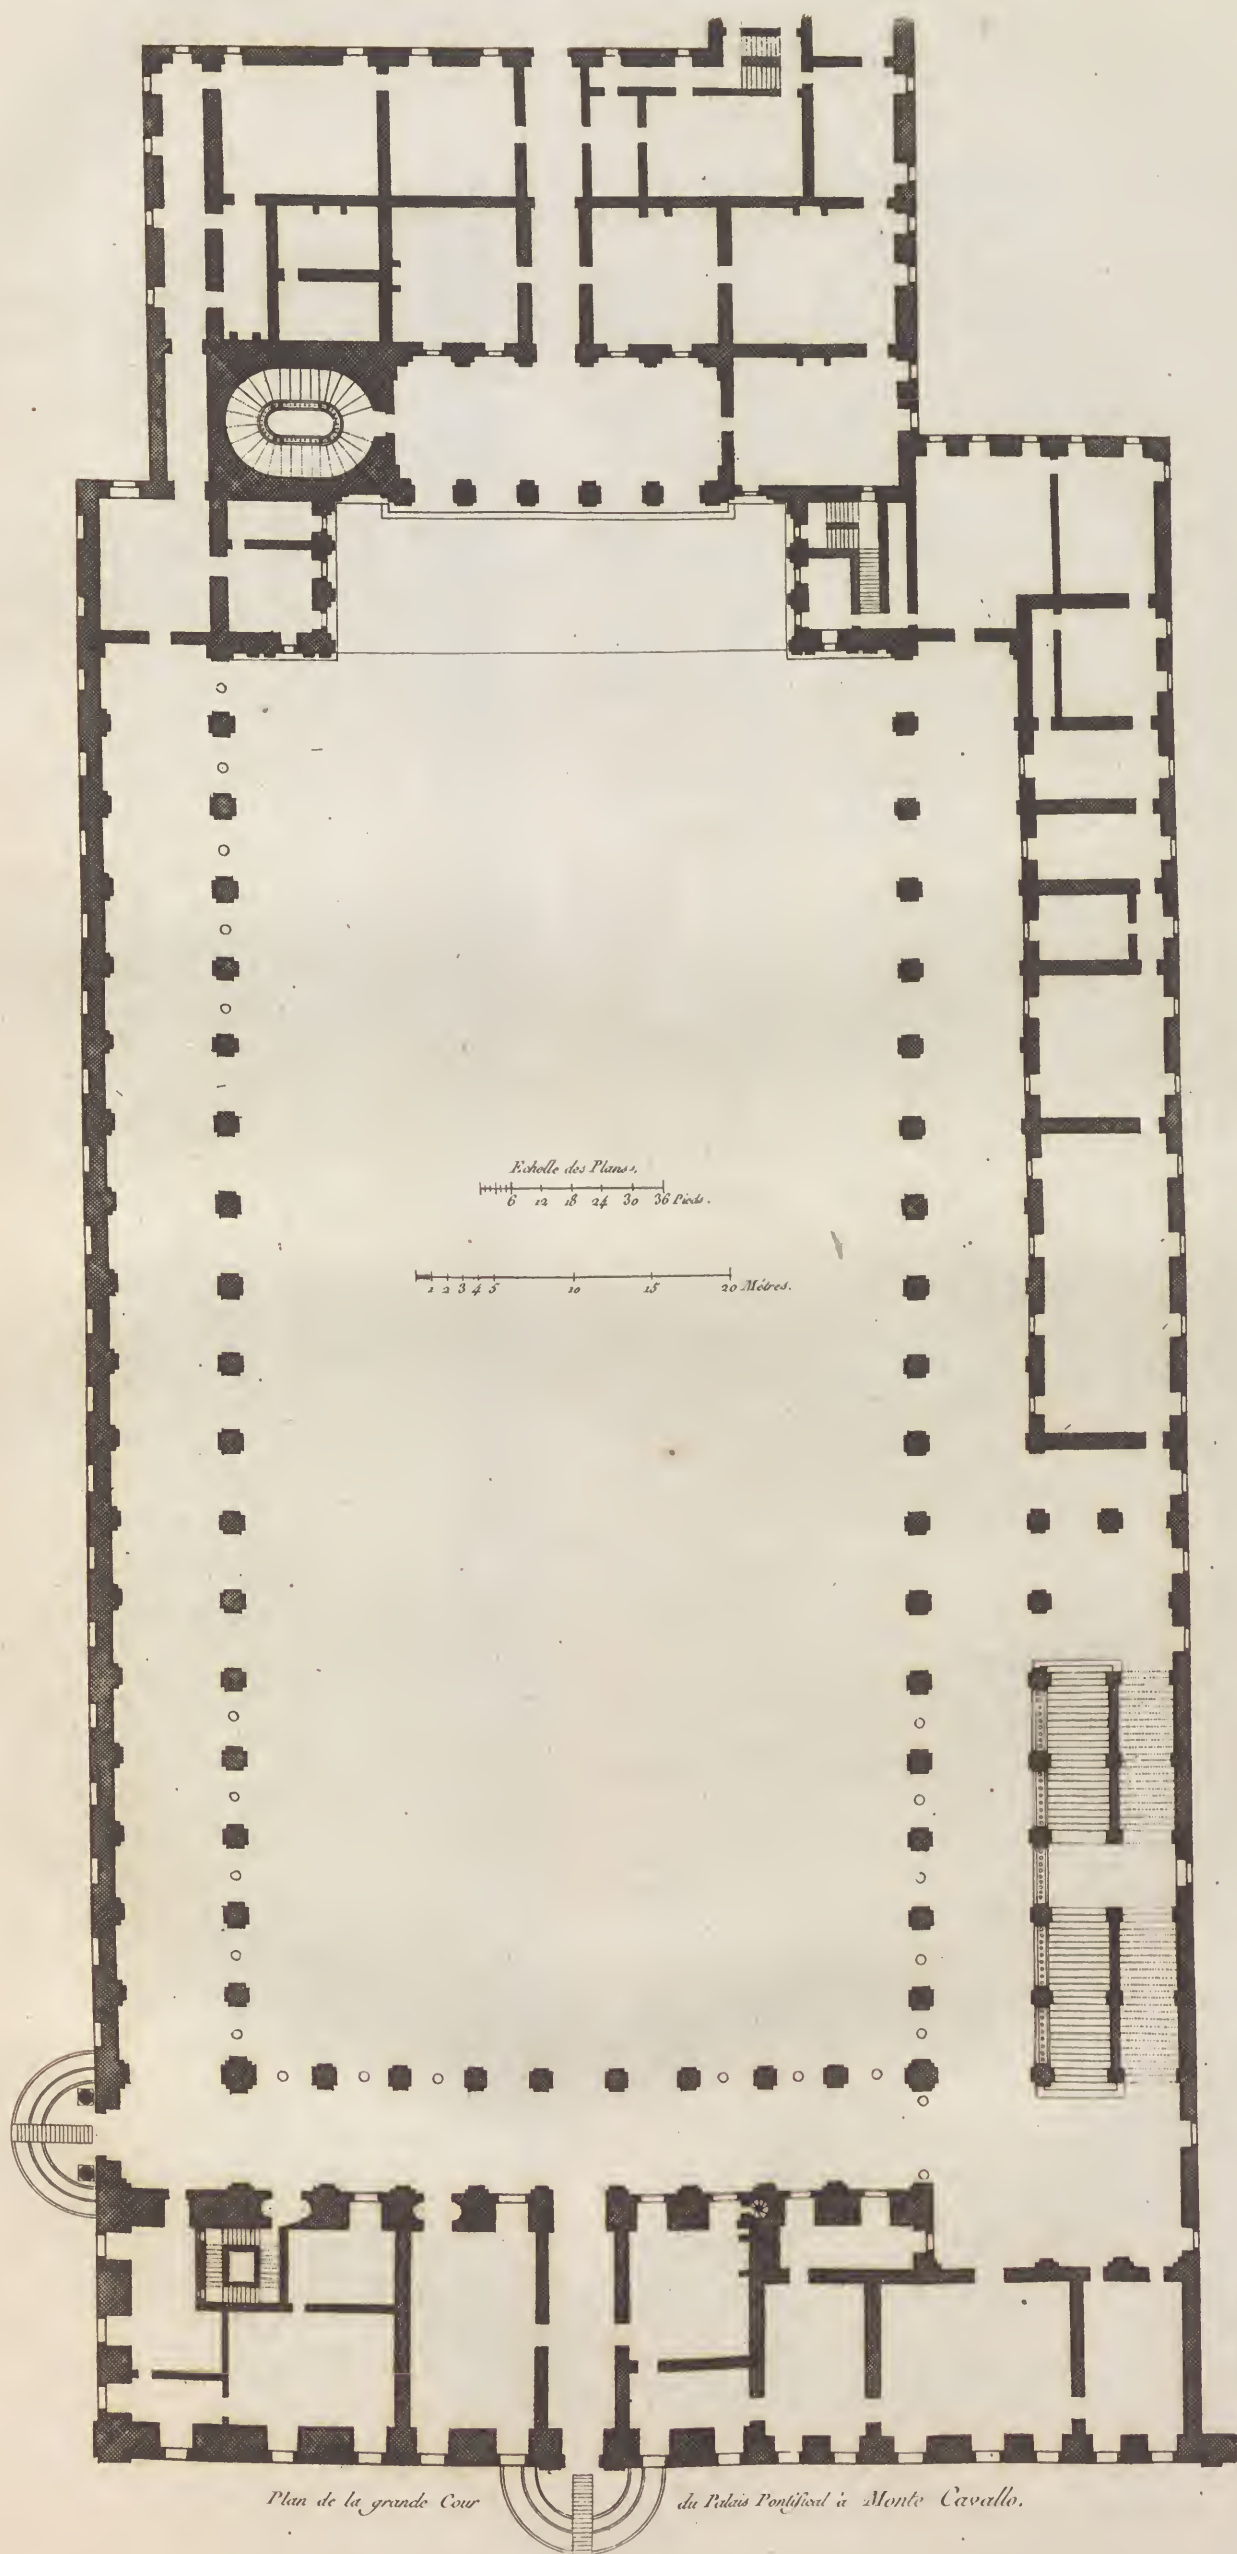 Echelle des Plans.
6 12 18 24 30 36 Pieds.
1 2 3 4 5 10 15 20 Métres.
Plan de la grande Cour du Palais Pontifical à Monte Cavallo.